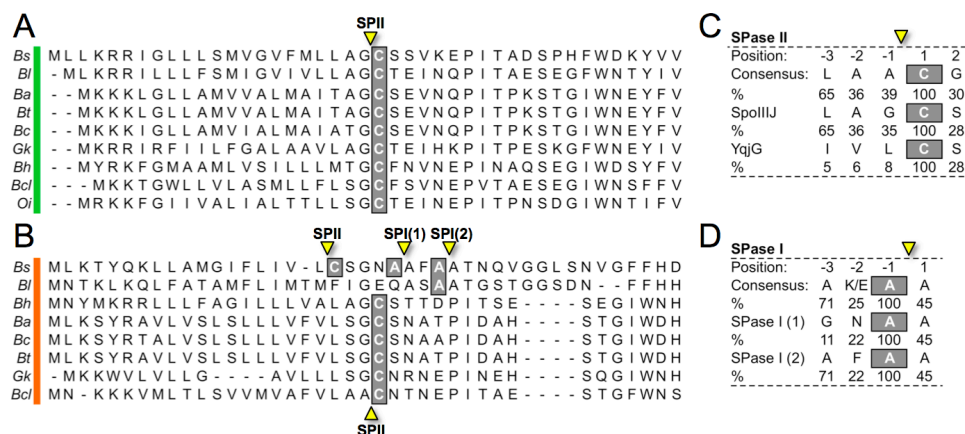 A
SPII
Bs M L L K R R I G L L L S M V G V F M L L A G C S S V K E P I T A D S P H F W D K Y V V
Bl - M L K R R I L L L F S M I G V I V L L A G C T E I N Q P I T A E S E G F W N T Y I V
Ba - - M K K K L G L L A M V V A L M A I T A G C S E V N Q P I T P K S T G I W N E Y F V
Bt - - M K K K L G L L A M V V A L M A I T A G C S E V N Q P I T P K S T G I W N E Y F V
Bc - - M K K K L G L L A M V V A I M A I A T G C S E V N Q P I T P K S T G I W N E Y F V
Gk - - M K R R I R F I I L F G A L A A V L A G C T E I H K P I T P E S K G I W N E Y F V
Bh - - M Y R K F G M A A M V L S I L L L M T G C F N V N E P I N A Q S E G I W D S Y F V
Bcl - - - M K K T G W L L V L A S M L L F L S G C F S V N E P V T A E S E G I W N S F F V
Oi - - M R K K F G I I V A L I A L T T L L S G C T E I N E P I T P N S D G I W N T I F V
B
SPII SPI(1) SPI(2)
Bs M L K T Y Q K L L A M G I F L I V - L C S G N A A F A A T N Q V G G L S N V G F F H D
Bl M N T K L Q K F A L F L I M T M F I G E Q A S S A A T G S T G G S D N - F F H H
Bh M N Y M K R R L L L F A G I L L L V L A G C S T T D P I T S E - - - S E G I W N H
Ba M L K S Y R T A V L V S L S L L L V F V L S G C S N A T P I D A H - - - - S T G I W D H
Bc M L K S Y R T A V L V S L S L L L V F V L S G C S N A A P I D A H - - - - S T G I W D H
Bt M L K S Y R A V L V S L S L L L V F V L S G C S N A T P I D A H - - - - S T G I W D H
Gk M - K K W V L V L L G - - - - A V L L L S G C N R N E P I N E H - - - - S Q G I W D H
Bcl M N - K K K V M L T L S V V M V A F V L A A C N T N E P I T A E - - - - S T G F W N H
SPII
C
SPase II
Position: -3 -2 -1 1 2
Consensus: L A A C G
% 65 36 39 100 30
SpoIIIJ L A G C S
% 65 36 35 100 28
YqjG I V L C S
% 5 6 8 100 28
D
SPase I
Position: -3 -2 -1 1
Consensus: A K/E A A
% 71 25 100 45
SPase I (1) G N A A
% 11 22 100 45
SPase I (2) A F A A
% 71 22 100 45